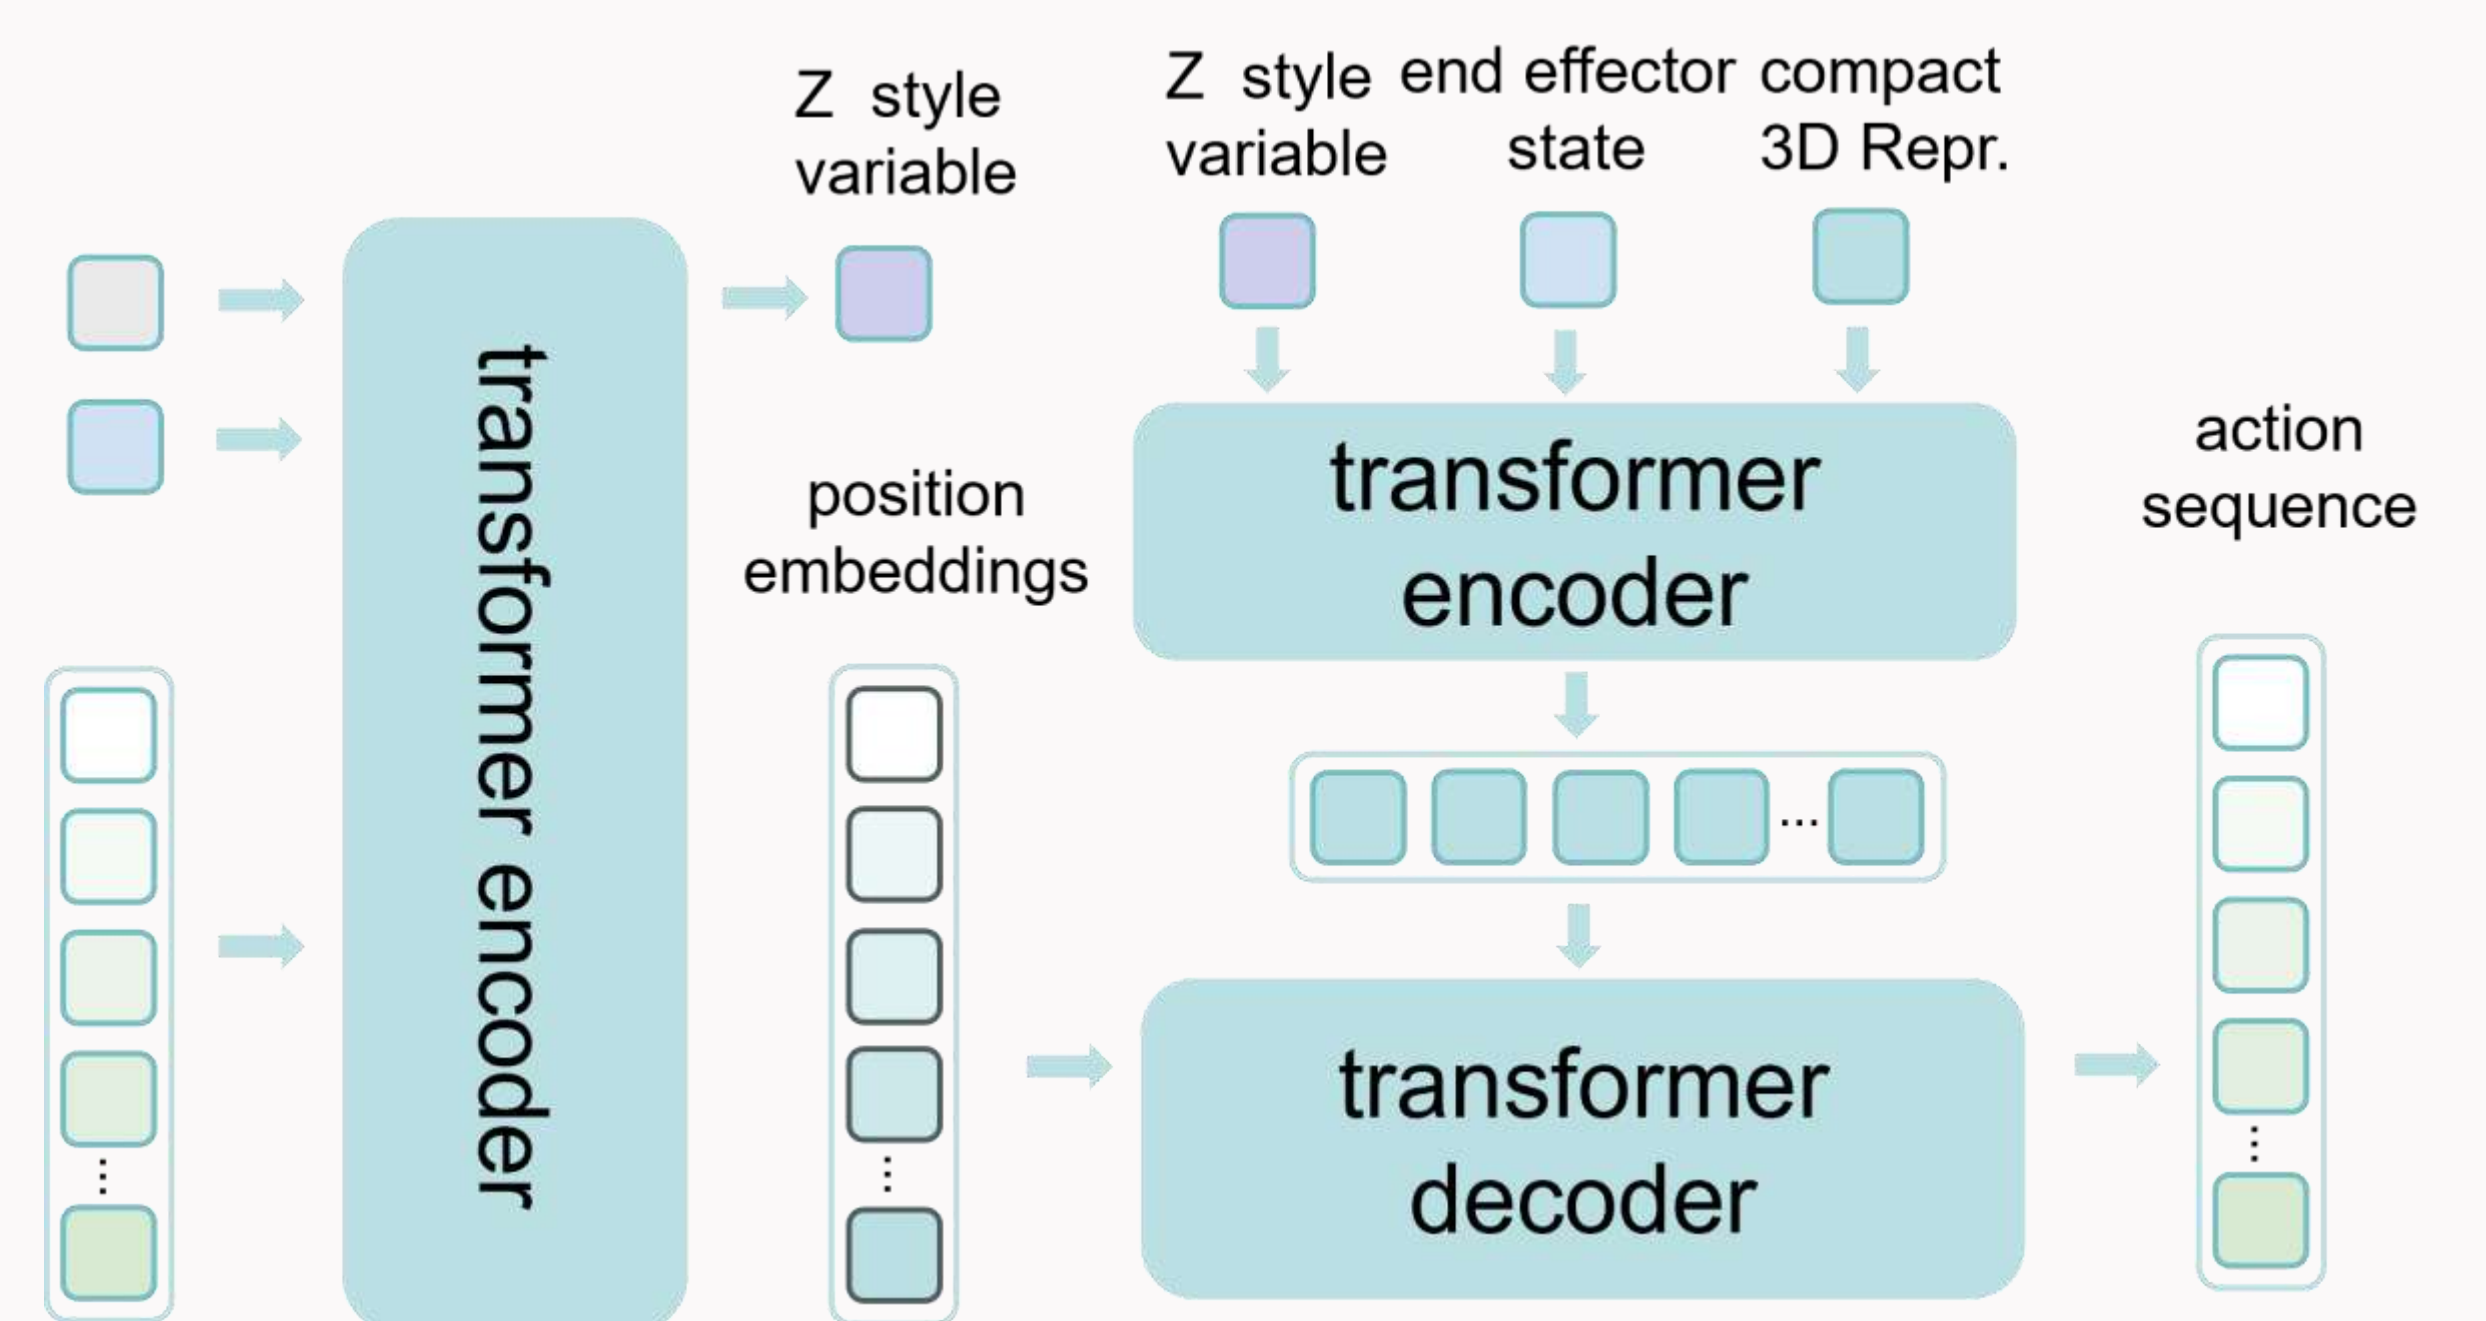 Z style
variable
Z style
variable
end effector
state
compact
3D Repr.
transformer encoder
position
embeddings
transformer
encoder
action
sequence
...
transformer
decoder
...
...
...